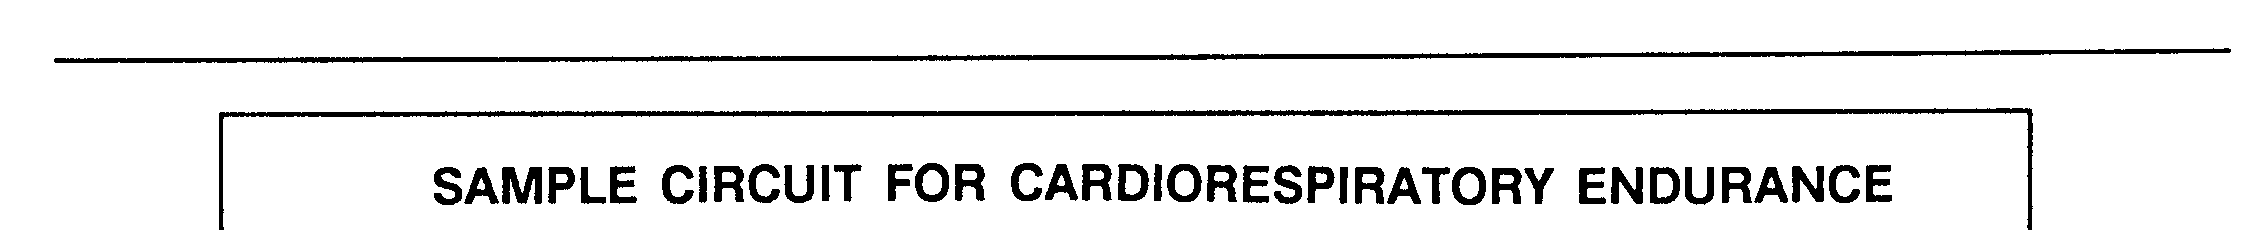 SAMPLE CIRCUIT FOR CARDIORESPIRATORY ENDURANCE